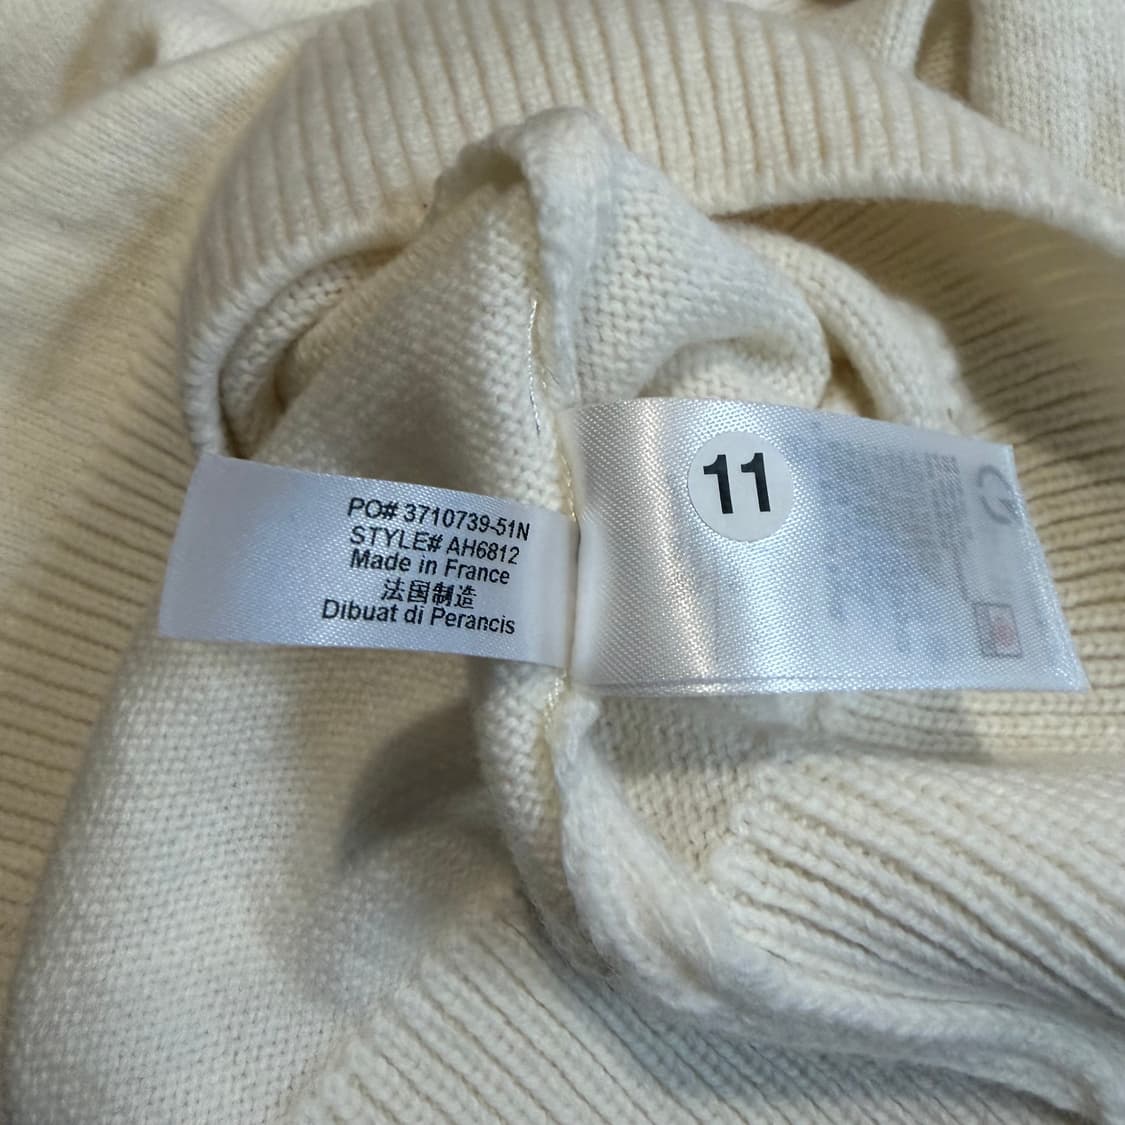 PO# 3710739-51N
STYLE# AH6812
Made in France
法国制造
Dibuat di Perancis
11